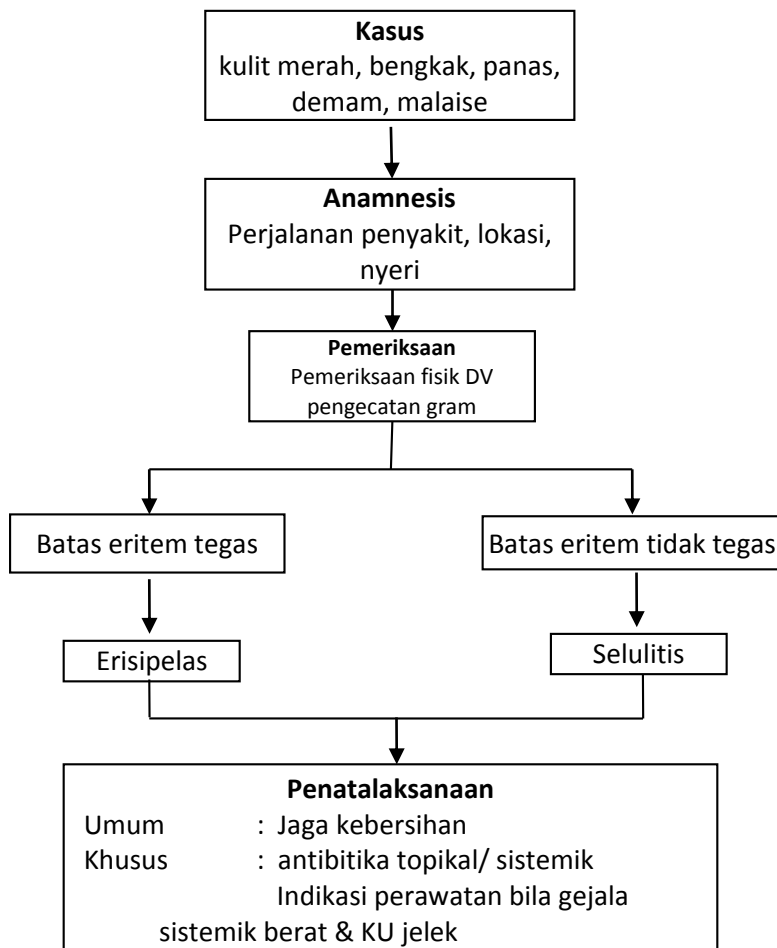 Kasus
kulit merah, bengkak, panas,
demam, malaise
Anamnesis
Perjalanan penyakit, lokasi,
nyeri
Pemeriksaan
Pemeriksaan fisik DV
pengecatan gram
Batas eritem tegas
Batas eritem tidak tegas
Erisipelas
Selulitis
Penatalaksanaan
Umum : Jaga kebersihan
Khusus : antibitika topikal/ sistemik
Indikasi perawatan bila gejala
sistemik berat & KU jelek